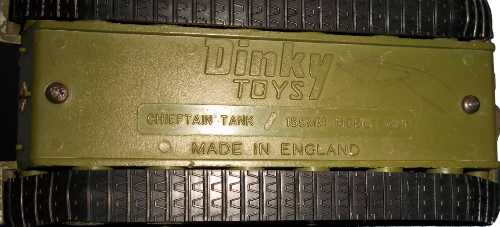 Dinky
TOYS
CHIEFTAIN TANK /
MADE IN ENGLAND